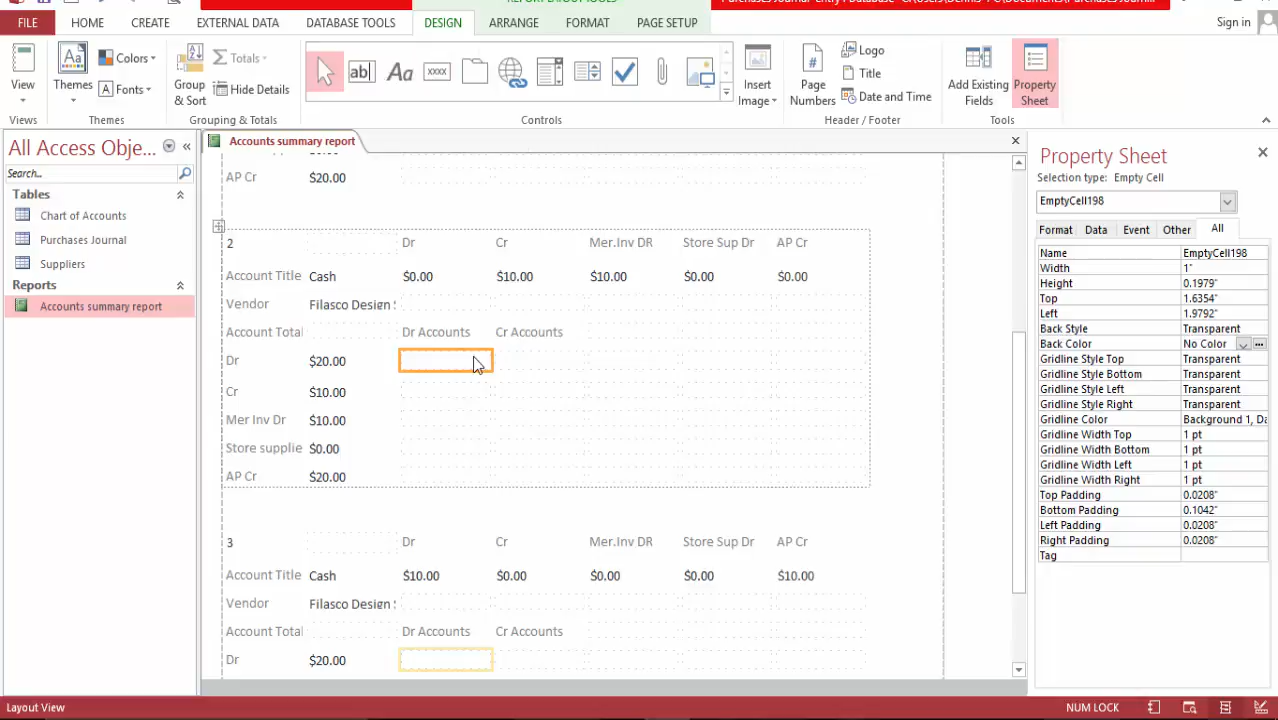 FILE HOME CREATE EXTERNAL DATA DATABASE TOOLS DESIGN ARRANGE FORMAT PAGE SETUP Sign in
View
Views
Themes
Colors
Fonts
Themes
Group & Sort
Totals
Hide Details
Grouping & Totals
ab
Aa
xxxx
Controls
Insert Image
Page Numbers
Logo
Title
Date and Time
Header / Footer
Add Existing Fields
Property Sheet
Tools
All Access Obje...
Search...
Tables
Chart of Accounts
Purchases Journal
Suppliers
Reports
Accounts summary report
Accounts summary report
AP Cr $20.00
2 Dr Cr Mer.Inv DR Store Sup Dr AP Cr
Account Title Cash $0.00 $10.00 $10.00 $0.00 $0.00
Vendor Filasco Design
Account Total Dr Accounts Cr Accounts
Dr $20.00
Cr $10.00
Mer Inv Dr $10.00
Store supplie $0.00
AP Cr $20.00
3 Dr Cr Mer.Inv DR Store Sup Dr AP Cr
Account Title Cash $10.00 $0.00 $0.00 $0.00 $10.00
Vendor Filasco Design
Account Total Dr Accounts Cr Accounts
Dr $20.00
Property Sheet
Selection type: Empty Cell
EmptyCell198
Format Data Event Other All
Name EmptyCell198
Width 1"
Height 0.1979"
Top 1.6354"
Left 1.9792"
Back Style Transparent
Back Color No Color
Gridline Style Top Transparent
Gridline Style Bottom Transparent
Gridline Style Left Transparent
Gridline Style Right Transparent
Gridline Color Background 1, Da
Gridline Width Top 1 pt
Gridline Width Bottom 1 pt
Gridline Width Left 1 pt
Gridline Width Right 1 pt
Top Padding 0.0208"
Bottom Padding 0.1042"
Left Padding 0.0208"
Right Padding 0.0208"
Tag
Layout View NUM LOCK